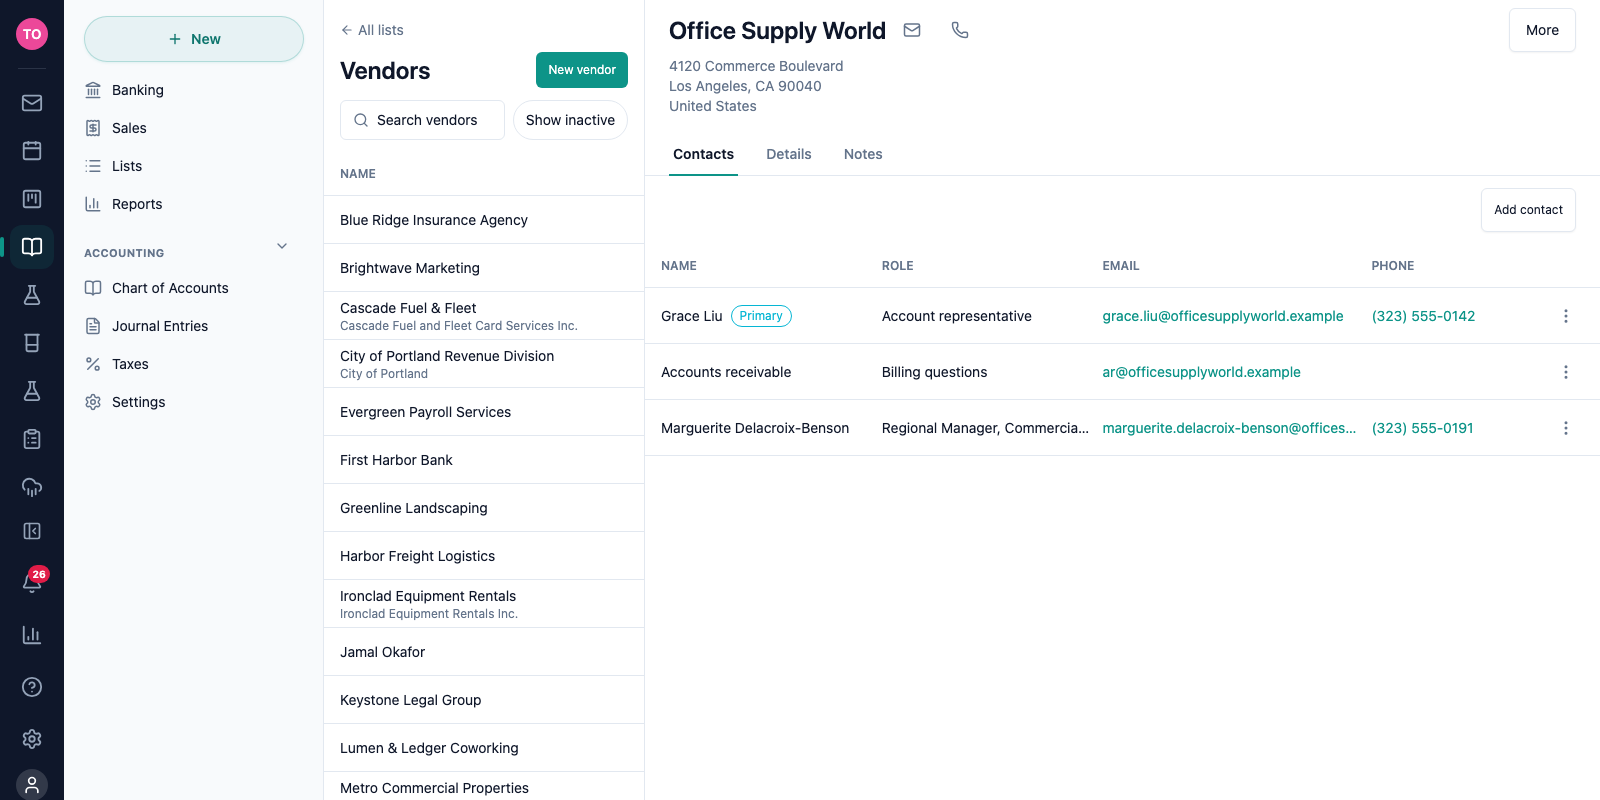 TO
26
New
Banking
Sales
Lists
Reports
ACCOUNTING
Chart of Accounts
Journal Entries
Taxes
Settings
All lists
Vendors
New vendor
Search vendors
Show inactive
NAME
Blue Ridge Insurance Agency
Brightwave Marketing
Cascade Fuel & Fleet
Cascade Fuel and Fleet Card Services Inc.
City of Portland Revenue Division
City of Portland
Evergreen Payroll Services
First Harbor Bank
Greenline Landscaping
Harbor Freight Logistics
Ironclad Equipment Rentals
Ironclad Equipment Rentals Inc.
Jamal Okafor
Keystone Legal Group
Lumen & Ledger Coworking
Metro Commercial Properties
Office Supply World
More
4120 Commerce Boulevard
Los Angeles, CA 90040
United States
Contacts Details Notes
Add contact
NAME ROLE EMAIL PHONE
Grace Liu Primary Account representative grace.liu@officesupplyworld.example (323) 555-0142
Accounts receivable Billing questions ar@officesupplyworld.example
Marguerite Delacroix-Benson Regional Manager, Commercia... marguerite.delacroix-benson@offices... (323) 555-0191